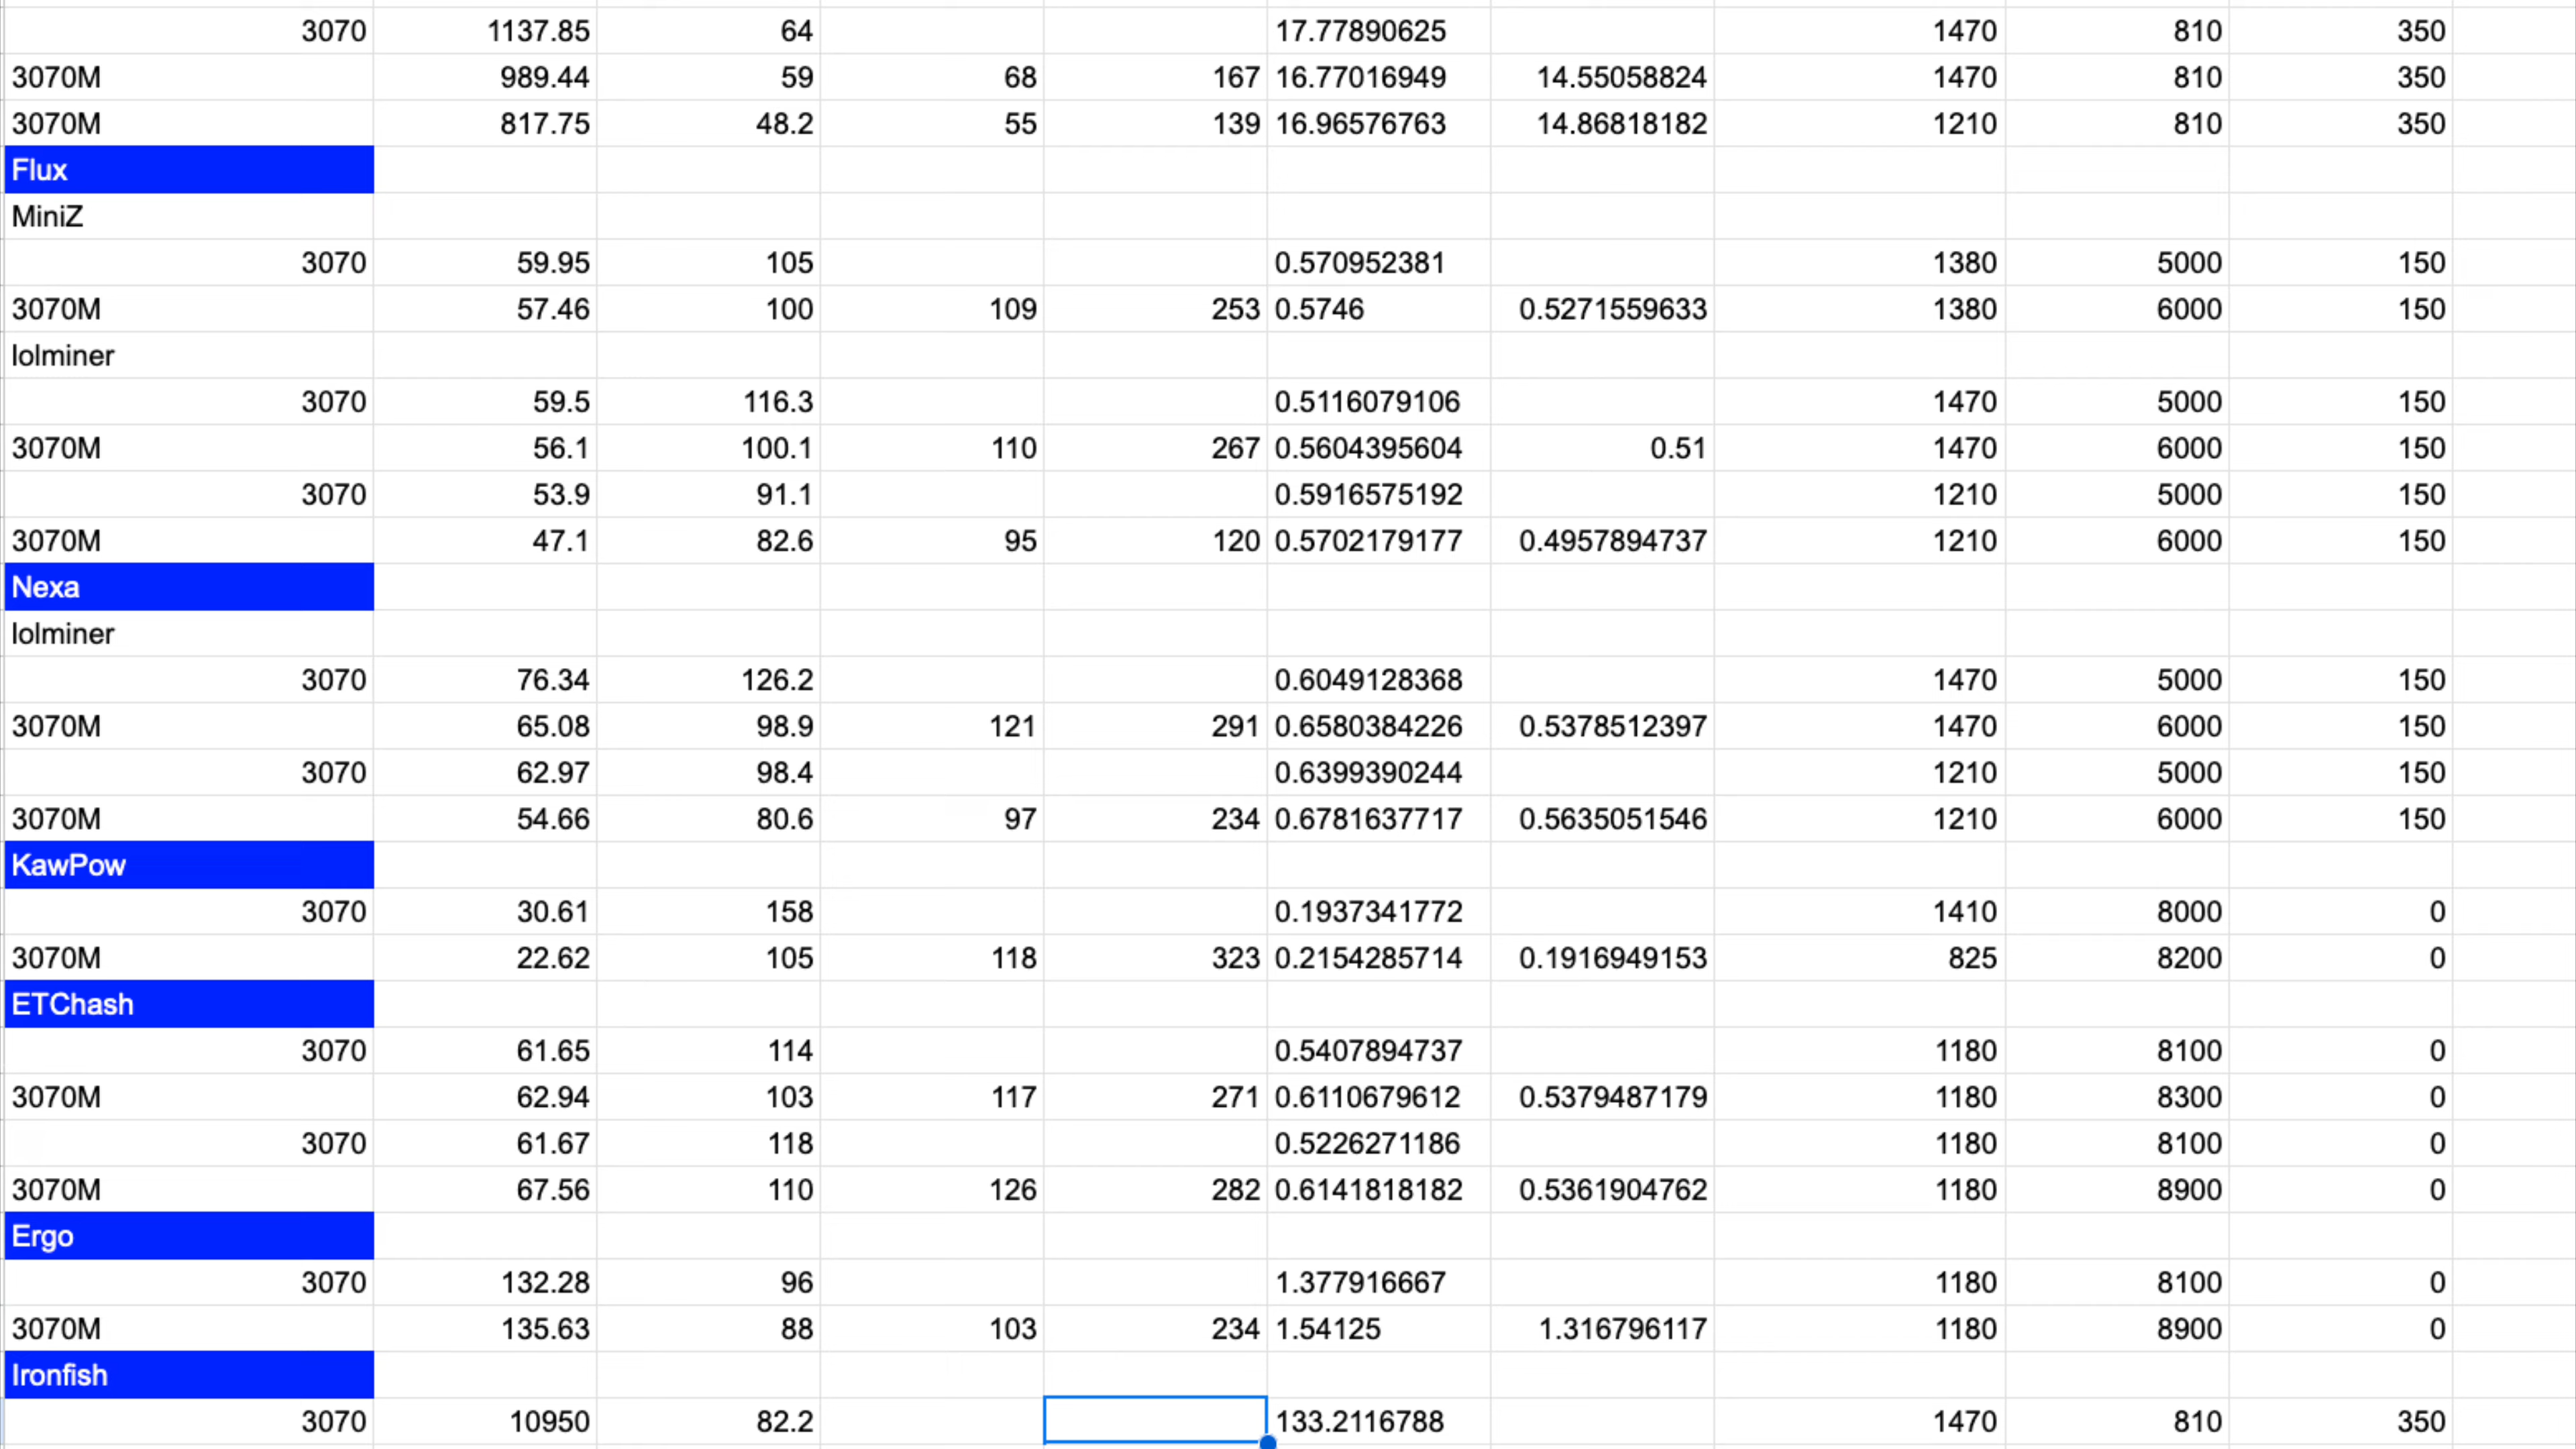 3070 1137.85 64 17.77890625 1470 810 350
3070M 989.44 59 68 167 16.77016949 14.55058824 1470 810 350
3070M 817.75 48.2 55 139 16.96576763 14.86818182 1210 810 350
Flux
MiniZ
3070 59.95 105 0.570952381 1380 5000 150
3070M 57.46 100 109 253 0.5746 0.5271559633 1380 6000 150
lolminer
3070 59.5 116.3 0.5116079106 1470 5000 150
3070M 56.1 100.1 110 267 0.5604395604 0.51 1470 6000 150
3070 53.9 91.1 0.5916575192 1210 5000 150
3070M 47.1 82.6 95 120 0.5702179177 0.4957894737 1210 6000 150
Nexa
lolminer
3070 76.34 126.2 0.6049128368 1470 5000 150
3070M 65.08 98.9 121 291 0.6580384226 0.5378512397 1470 6000 150
3070 62.97 98.4 0.6399390244 1210 5000 150
3070M 54.66 80.6 97 234 0.6781637717 0.5635051546 1210 6000 150
KawPow
3070 30.61 158 0.1937341772 1410 8000 0
3070M 22.62 105 118 323 0.2154285714 0.1916949153 825 8200 0
ETChash
3070 61.65 114 0.5407894737 1180 8100 0
3070M 62.94 103 117 271 0.6110679612 0.5379487179 1180 8300 0
3070 61.67 118 0.5226271186 1180 8100 0
3070M 67.56 110 126 282 0.6141818182 0.5361904762 1180 8900 0
Ergo
3070 132.28 96 1.377916667 1180 8100 0
3070M 135.63 88 103 234 1.54125 1.316796117 1180 8900 0
Ironfish
3070 10950 82.2 133.2116788 1470 810 350